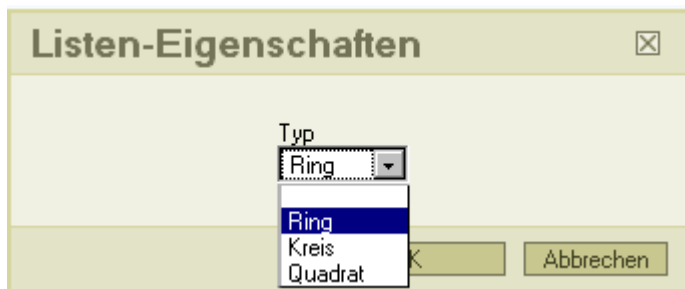 Listen-Eigenschaften
Typ
Ring
Ring
Kreis
Quadrat
K
Abbrechen